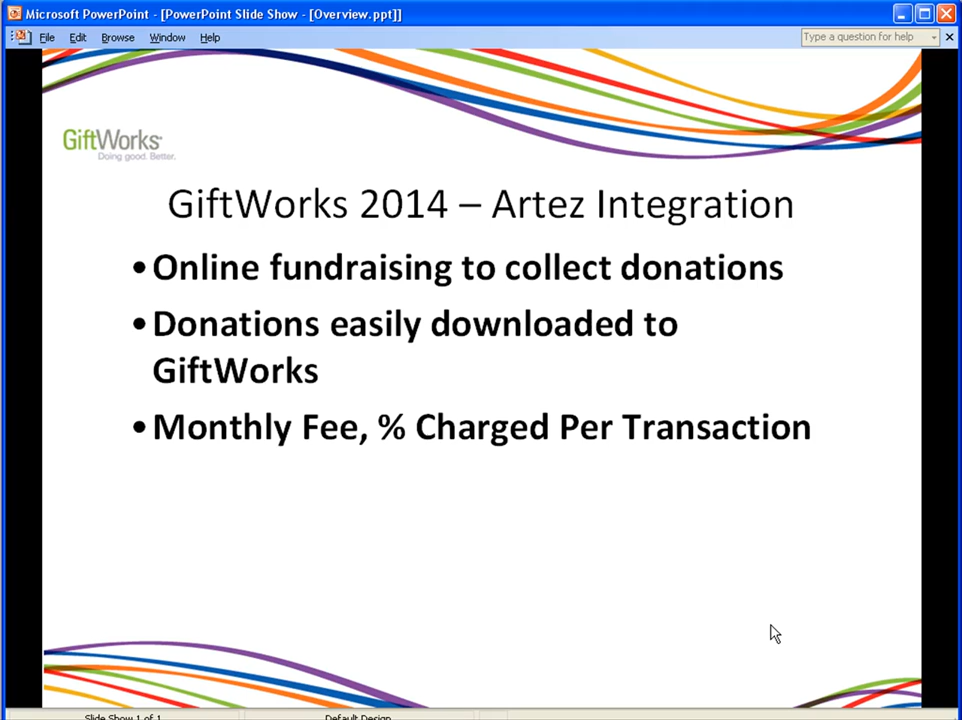 Microsoft PowerPoint - [PowerPoint Slide Show - [Overview.ppt]]
File Edit Browse Window Help
Type a question for help
GiftWorks
Doing good. Better.
GiftWorks 2014 – Artez Integration
•Online fundraising to collect donations
•Donations easily downloaded to
GiftWorks
•Monthly Fee, % Charged Per Transaction
Slide Show 1 of 1 Default Design